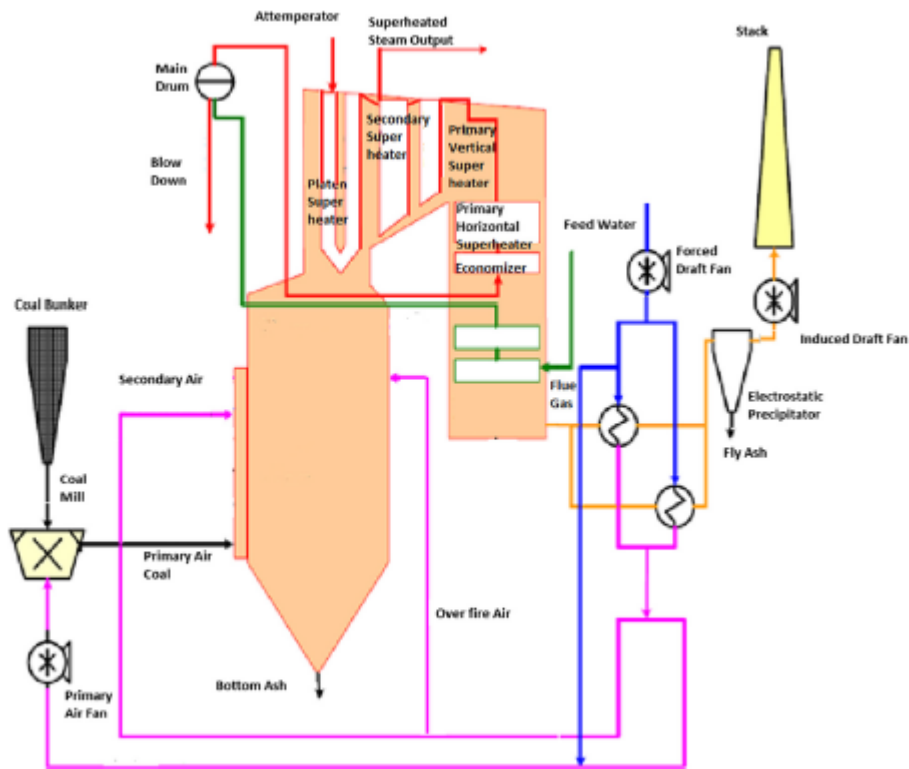 Attemperator
Superheated
Steam Output
Stack
Main
Drum
Secondary
Super
heater
Primary
Vertical
Super
heater
Blow
Down
Platen
Super
heater
Primary
Horizontal
Superheater
Feed Water
Forced
Draft Fan
Economizer
Coal Bunker
Induced Draft Fan
Secondary Air
Flue
Gas
Electrostatic
Precipitator
Fly Ash
Coal
Mill
Primary Air
Coal
Over fire Air
Bottom Ash
Primary
Air Fan